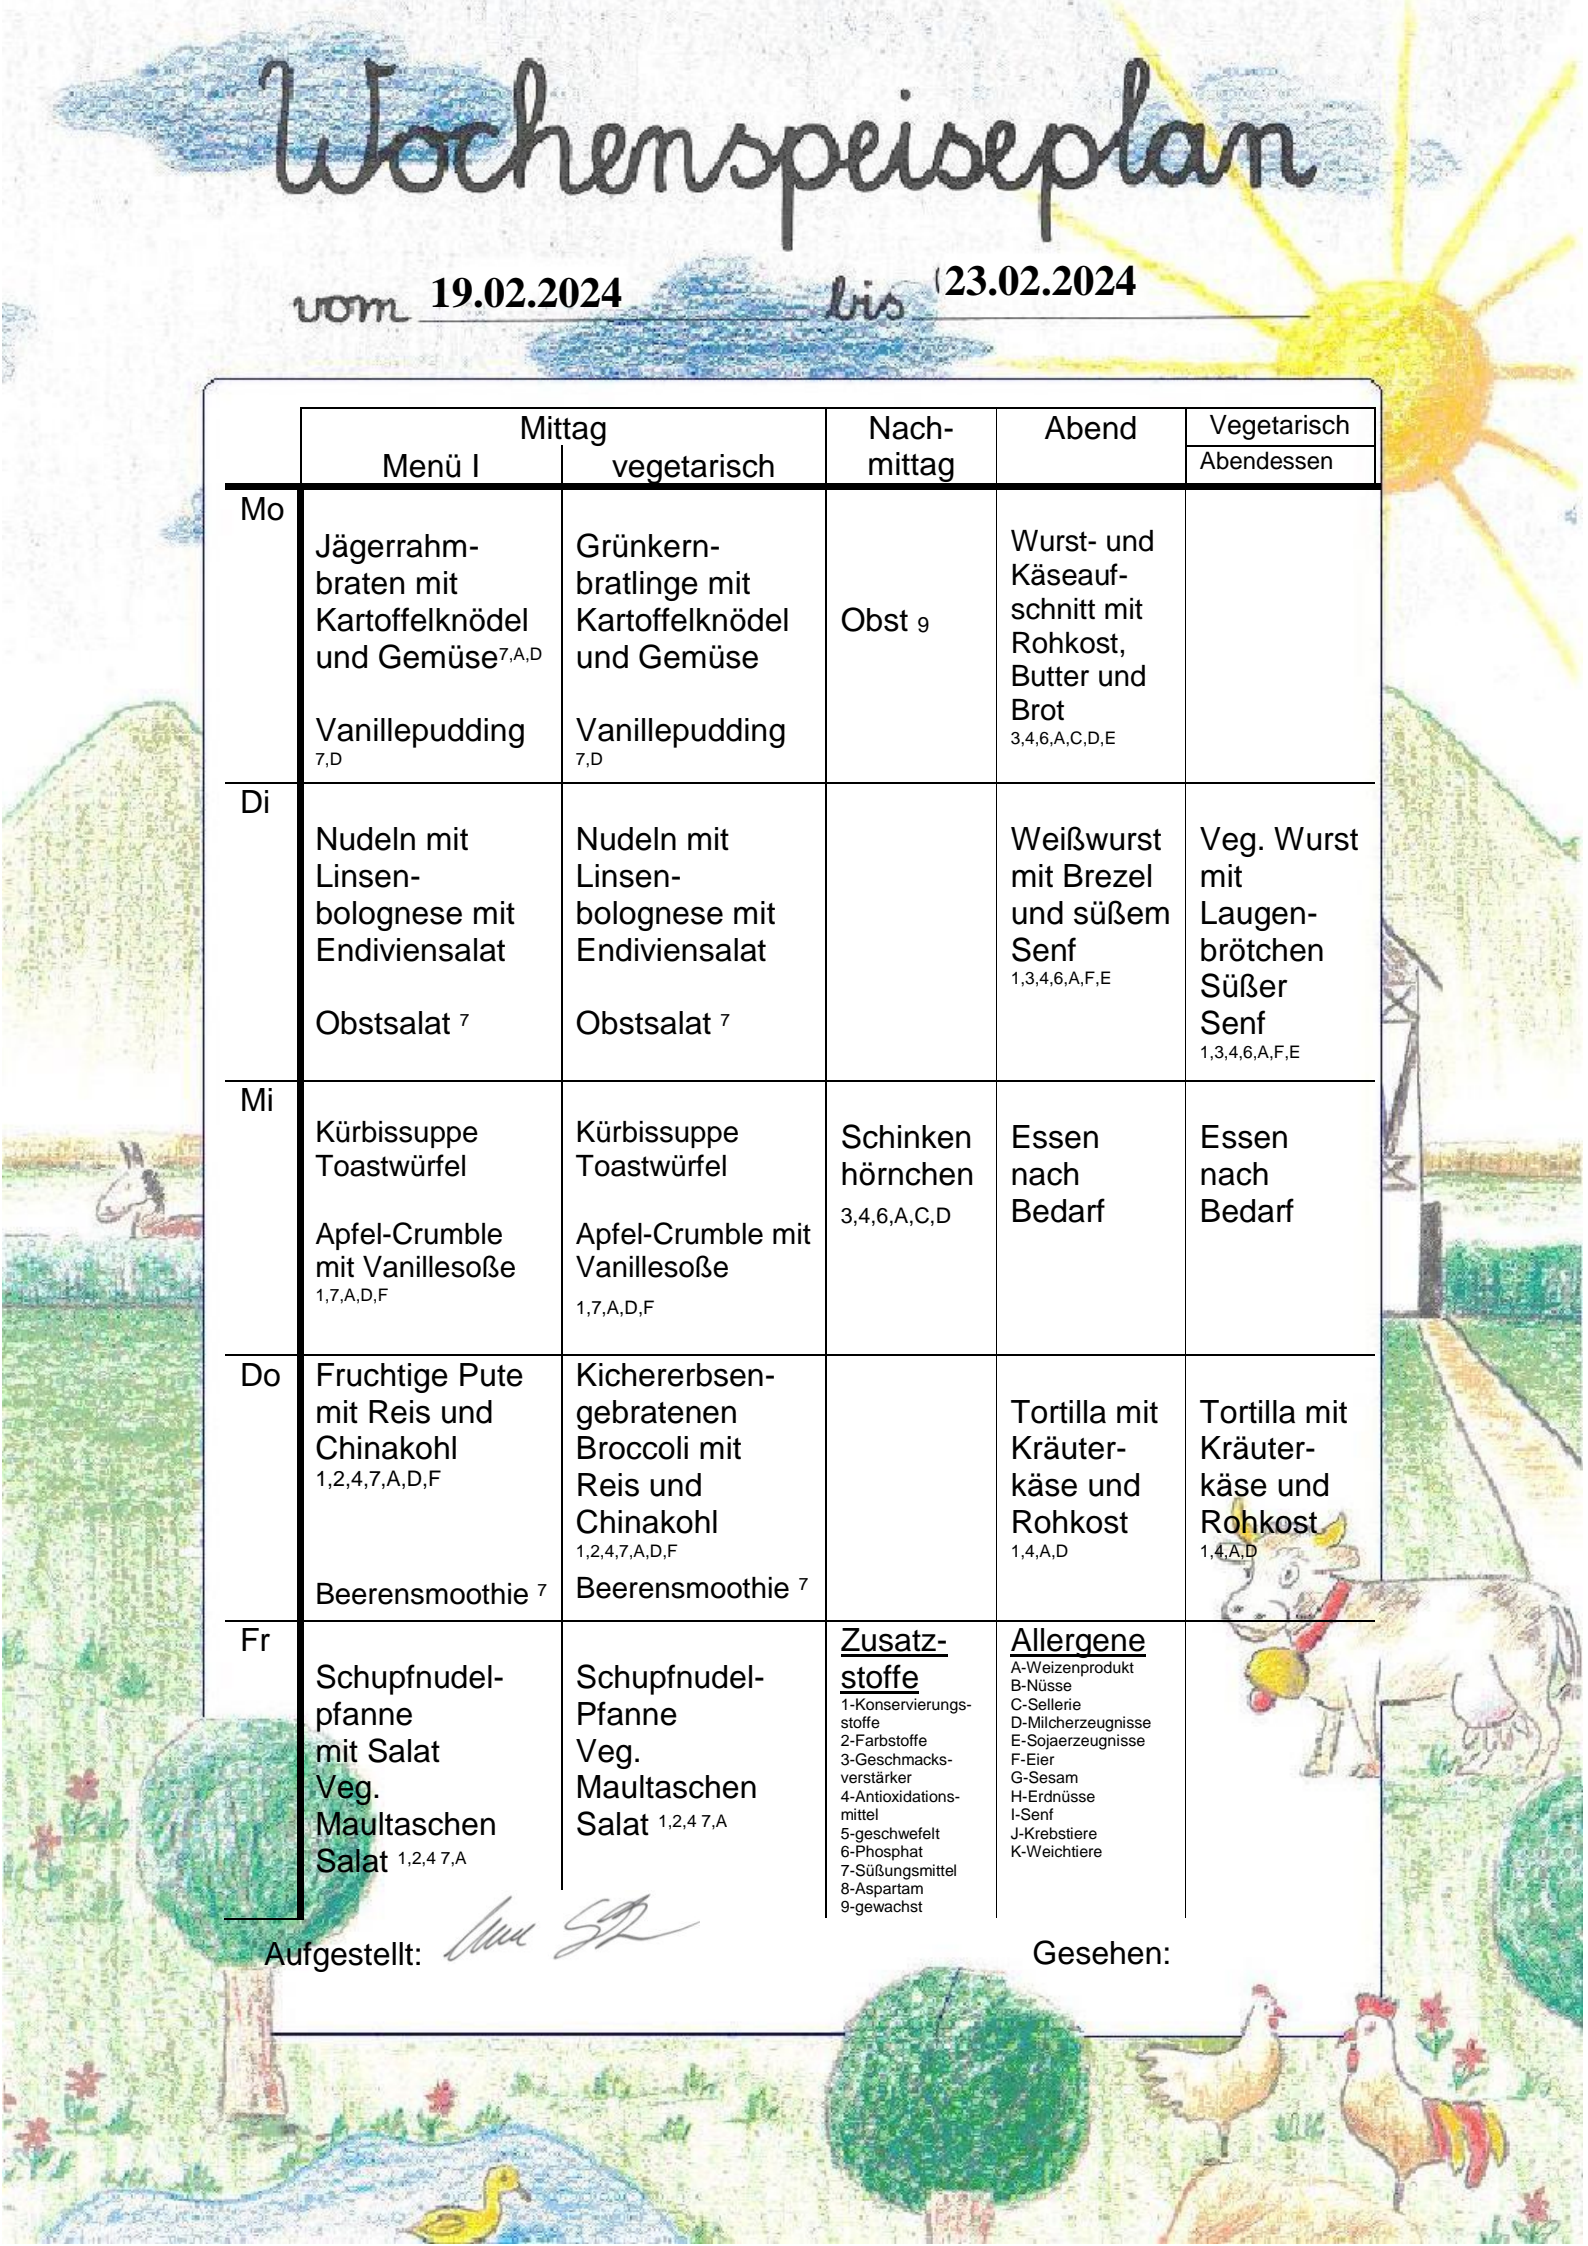 Wochenspeiseplan
vom 19.02.2024 bis 23.02.2024
Mittag
Menü I
vegetarisch
Nach-
mittag
Abend
Vegetarisch
Abendessen
Mo
Jägerrahm-
braten mit
Kartoffelknödel
und Gemüse7,A,D
Vanillepudding
7,D
Grünkern-
bratlinge mit
Kartoffelknödel
und Gemüse
Vanillepudding
7,D
Obst 9
Wurst- und
Käseauf-
schnitt mit
Rohkost,
Butter und
Brot
3,4,6,A,C,D,E
Di
Nudeln mit
Linsen-
bolognese mit
Endiviensalat
Obstsalat 7
Nudeln mit
Linsen-
bolognese mit
Endiviensalat
Obstsalat 7
Weißwurst
mit Brezel
und süßem
Senf
1,3,4,6,A,F,E
Veg. Wurst
mit
Laugen-
brötchen
Süßer
Senf
1,3,4,6,A,F,E
Mi
Kürbissuppe
Toastwürfel
Apfel-Crumble
mit Vanillesoße
1,7,A,D,F
Kürbissuppe
Toastwürfel
Apfel-Crumble mit
Vanillesoße
1,7,A,D,F
Schinken
hörnchen
3,4,6,A,C,D
Essen
nach
Bedarf
Essen
nach
Bedarf
Do
Fruchtige Pute
mit Reis und
Chinakohl
1,2,4,7,A,D,F
Beerensmoothie 7
Kichererbsen-
gebratenen
Broccoli mit
Reis und
Chinakohl
1,2,4,7,A,D,F
Beerensmoothie 7
Tortilla mit
Kräuter-
käse und
Rohkost
1,4,A,D
Tortilla mit
Kräuter-
käse und
Rohkost
1,4,A,D
Fr
Schupfnudel-
pfanne
mit Salat
Veg.
Maultaschen
Salat 1,2,4 7,A
Schupfnudel-
Pfanne
Veg.
Maultaschen
Salat 1,2,4 7,A
Zusatz-
stoffe
1-Konservierungs-
stoffe
2-Farbstoffe
3-Geschmacks-
verstärker
4-Antioxidations-
mittel
5-geschwefelt
6-Phosphat
7-Süßungsmittel
8-Aspartam
9-gewachst
Allergene
A-Weizenprodukt
B-Nüsse
C-Sellerie
D-Milcherzeugnisse
E-Sojaerzeugnisse
F-Eier
G-Sesam
H-Erdnüsse
I-Senf
J-Krebstiere
K-Weichtiere
Aufgestellt:
Gesehen: